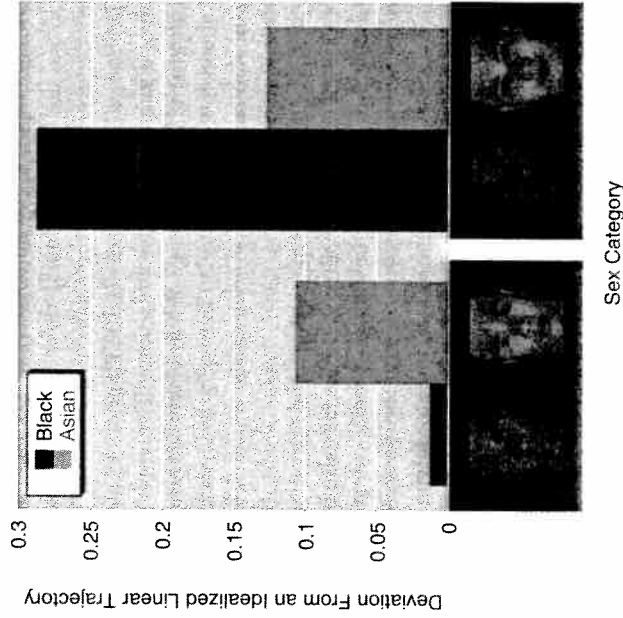 Deviation From an Idealized Linear Trajectory
0.3
0.25
0.2
0.15
0.1
0.05
0
Black
Asian
Sex Category